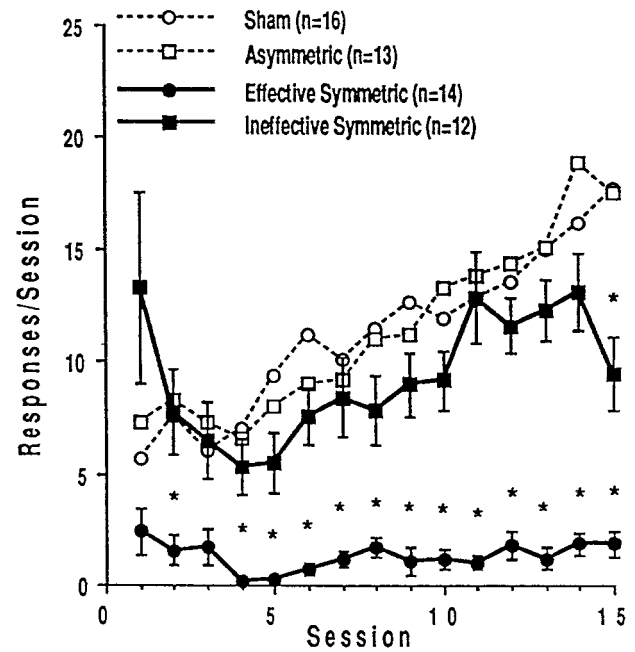 25
Sham (n=16)
Asymmetric (n=13)
Effective Symmetric (n=14)
Ineffective Symmetric (n=12)
20
15
10
5
0
Responses/Session
*
* * * * * * * * * * * * *
0 5 10 15
Session